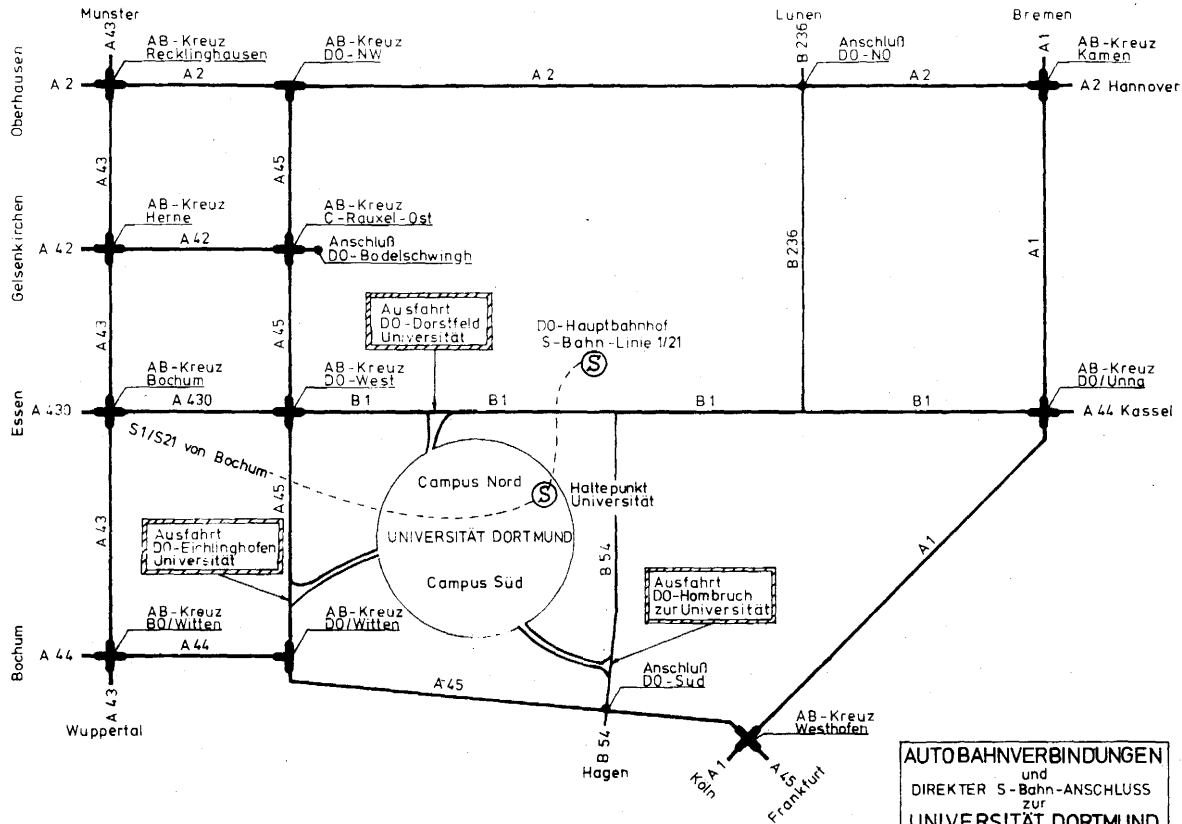 Munster
Lunen
Bremen
A 43
B 236
A 1
AB-Kreuz
Recklinghausen
AB-Kreuz
DO-NW
Anschluß
DO-NO
AB-Kreuz
Kamen
Oberhausen
A 2
A 2
A 2
A 2
A2 Hannover
A 43
A 45
B 236
A 1
AB-Kreuz
Herne
AB-Kreuz
C-Rauxel-Ost
Gelsenkirchen
A 42
A 42
Anschluß
DO-Bodelschwingh
A 43
A 45
Ausfahrt
DO-Dorstfeld
Universität
DO-Hauptbahnhof
S-Bahn-Linie 1/21
S
AB-Kreuz
Bochum
AB-Kreuz
DO-West
AB-Kreuz
DO/Unna
Essen
A 430
A 430
B 1
B 1
B 1
B 1
A 44 Kassel
S1/S21 von Bochum
A 45
Campus Nord
S
Haltepunkt
Universität
A 43
Ausfahrt
DO-Eichlinghofen
Universität
UNIVERSITÄT DORTMUND
B 54
A 1
Campus Süd
Ausfahrt
DO-Hombruch
zur Universität
AB-Kreuz
BO/Witten
AB-Kreuz
DO/Witten
Bochum
A 44
A 44
A 43
Wuppertal
A 45
Anschluß
DO-Sud
B 54
Hagen
AB-Kreuz
Westhofen
A 1
Köln
A 45
Frankfurt
AUTOBAHNVERBINDUNGEN
und
DIREKTER S-Bahn-ANSCHLUSS
zur
UNIVERSITÄT DORTMUND